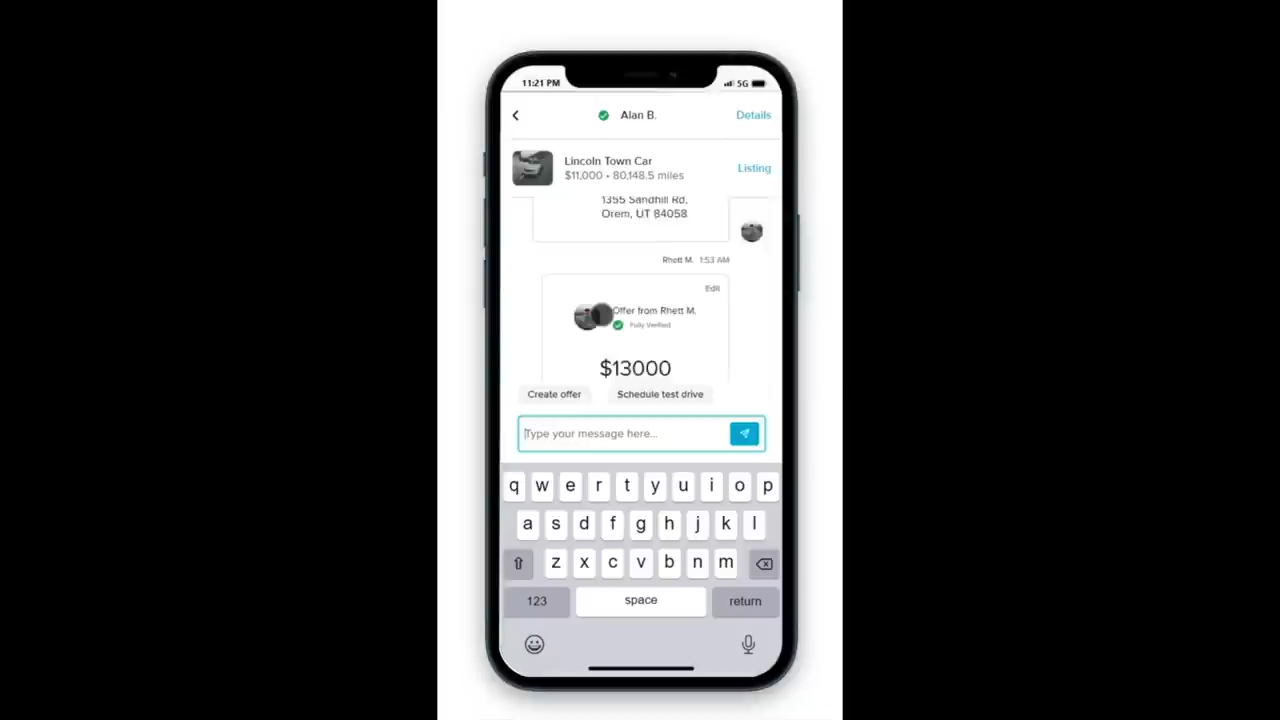 11:21 PM 5G
Alan B. Details
Lincoln Town Car
$11,000 • 80,148.5 miles
Listing
1355 Sandhill Rd,
Orem, UT 84058
Rhett M. 1:53 AM
Edit
Offer from Rhett M.
Fully Verified
$13000
Create offer Schedule test drive
Type your message here...
q w e r t y u i o p
a s d f g h j k l
z x c v b n m
123 space return